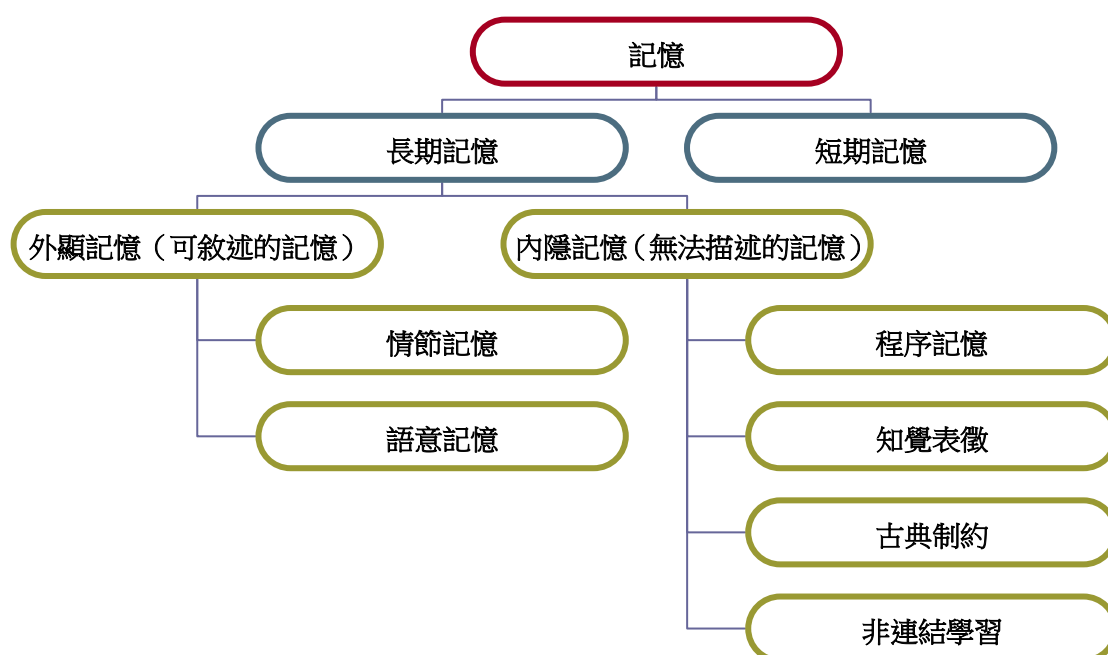 記憶
長期記憶
短期記憶
外顯記憶（可敘述的記憶）
內隱記憶（無法描述的記憶）
情節記憶
程序記憶
語意記憶
知覺表徵
古典制約
非連結學習